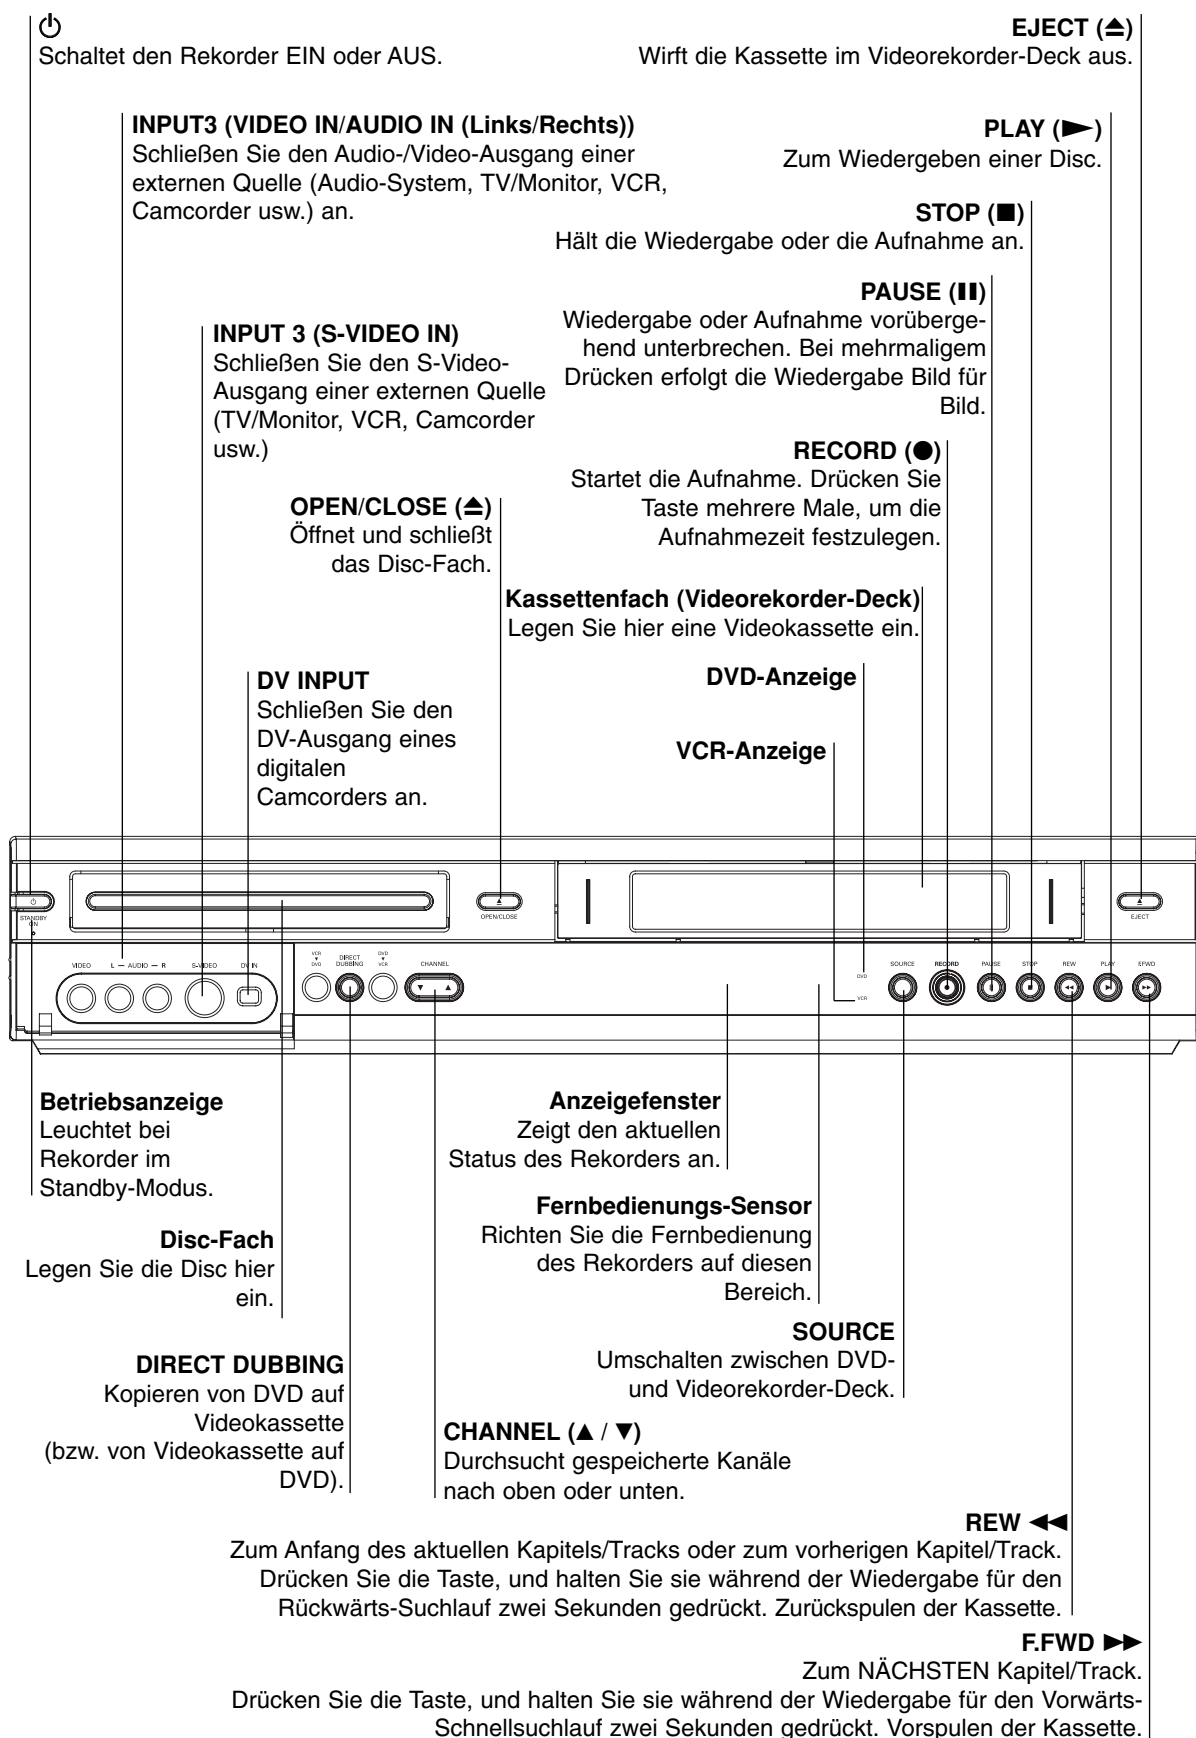 ⏻
Schaltet den Rekorder EIN oder AUS.
EJECT (⏏)
Wirft die Kassette im Videorekorder-Deck aus.
INPUT3 (VIDEO IN/AUDIO IN (Links/Rechts))
Schließen Sie den Audio-/Video-Ausgang einer
externen Quelle (Audio-System, TV/Monitor, VCR,
Camcorder usw.) an.
PLAY (►)
Zum Wiedergeben einer Disc.
STOP (■)
Hält die Wiedergabe oder die Aufnahme an.
PAUSE (❚❚)
Wiedergabe oder Aufnahme vorüberge-
hend unterbrechen. Bei mehrmaligem
Drücken erfolgt die Wiedergabe Bild für
Bild.
INPUT 3 (S-VIDEO IN)
Schließen Sie den S-Video-
Ausgang einer externen Quelle
(TV/Monitor, VCR, Camcorder
usw.)
RECORD (●)
Startet die Aufnahme. Drücken Sie
Taste mehrere Male, um die
Aufnahmezeit festzulegen.
OPEN/CLOSE (⏏)
Öffnet und schließt
das Disc-Fach.
Kassettenfach (Videorekorder-Deck)
Legen Sie hier eine Videokassette ein.
DV INPUT
Schließen Sie den
DV-Ausgang eines
digitalen
Camcorders an.
DVD-Anzeige
VCR-Anzeige
STANDBY
ON
OPEN/CLOSE
EJECT
VIDEO
L — AUDIO — R
S-VIDEO
DV IN
VCR
▼
DVD
DIRECT
DUBBING
DVD
▼
VCR
CHANNEL
▼ ▲
DVD
VCR
SOURCE
RECORD
PAUSE
STOP
REW
PLAY
F.FWD
Betriebsanzeige
Leuchtet bei
Rekorder im
Standby-Modus.
Disc-Fach
Legen Sie die Disc hier
ein.
DIRECT DUBBING
Kopieren von DVD auf
Videokassette
(bzw. von Videokassette auf
DVD).
Anzeigefenster
Zeigt den aktuellen
Status des Rekorders an.
Fernbedienungs-Sensor
Richten Sie die Fernbedienung
des Rekorders auf diesen
Bereich.
SOURCE
Umschalten zwischen DVD-
und Videorekorder-Deck.
CHANNEL (▲ / ▼)
Durchsucht gespeicherte Kanäle
nach oben oder unten.
REW ◄◄
Zum Anfang des aktuellen Kapitels/Tracks oder zum vorherigen Kapitel/Track.
Drücken Sie die Taste, und halten Sie sie während der Wiedergabe für den
Rückwärts-Suchlauf zwei Sekunden gedrückt. Zurückspulen der Kassette.
F.FWD ►►
Zum NÄCHSTEN Kapitel/Track.
Drücken Sie die Taste, und halten Sie sie während der Wiedergabe für den Vorwärts-
Schnellsuchlauf zwei Sekunden gedrückt. Vorspulen der Kassette.